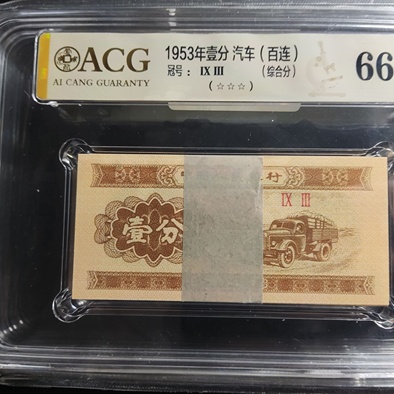 ACG
AI CANG GUARANTY
1953年壹分 汽车（百连）
冠号： IX III （综合分）
（☆☆☆）
66
行
IX III
壹分